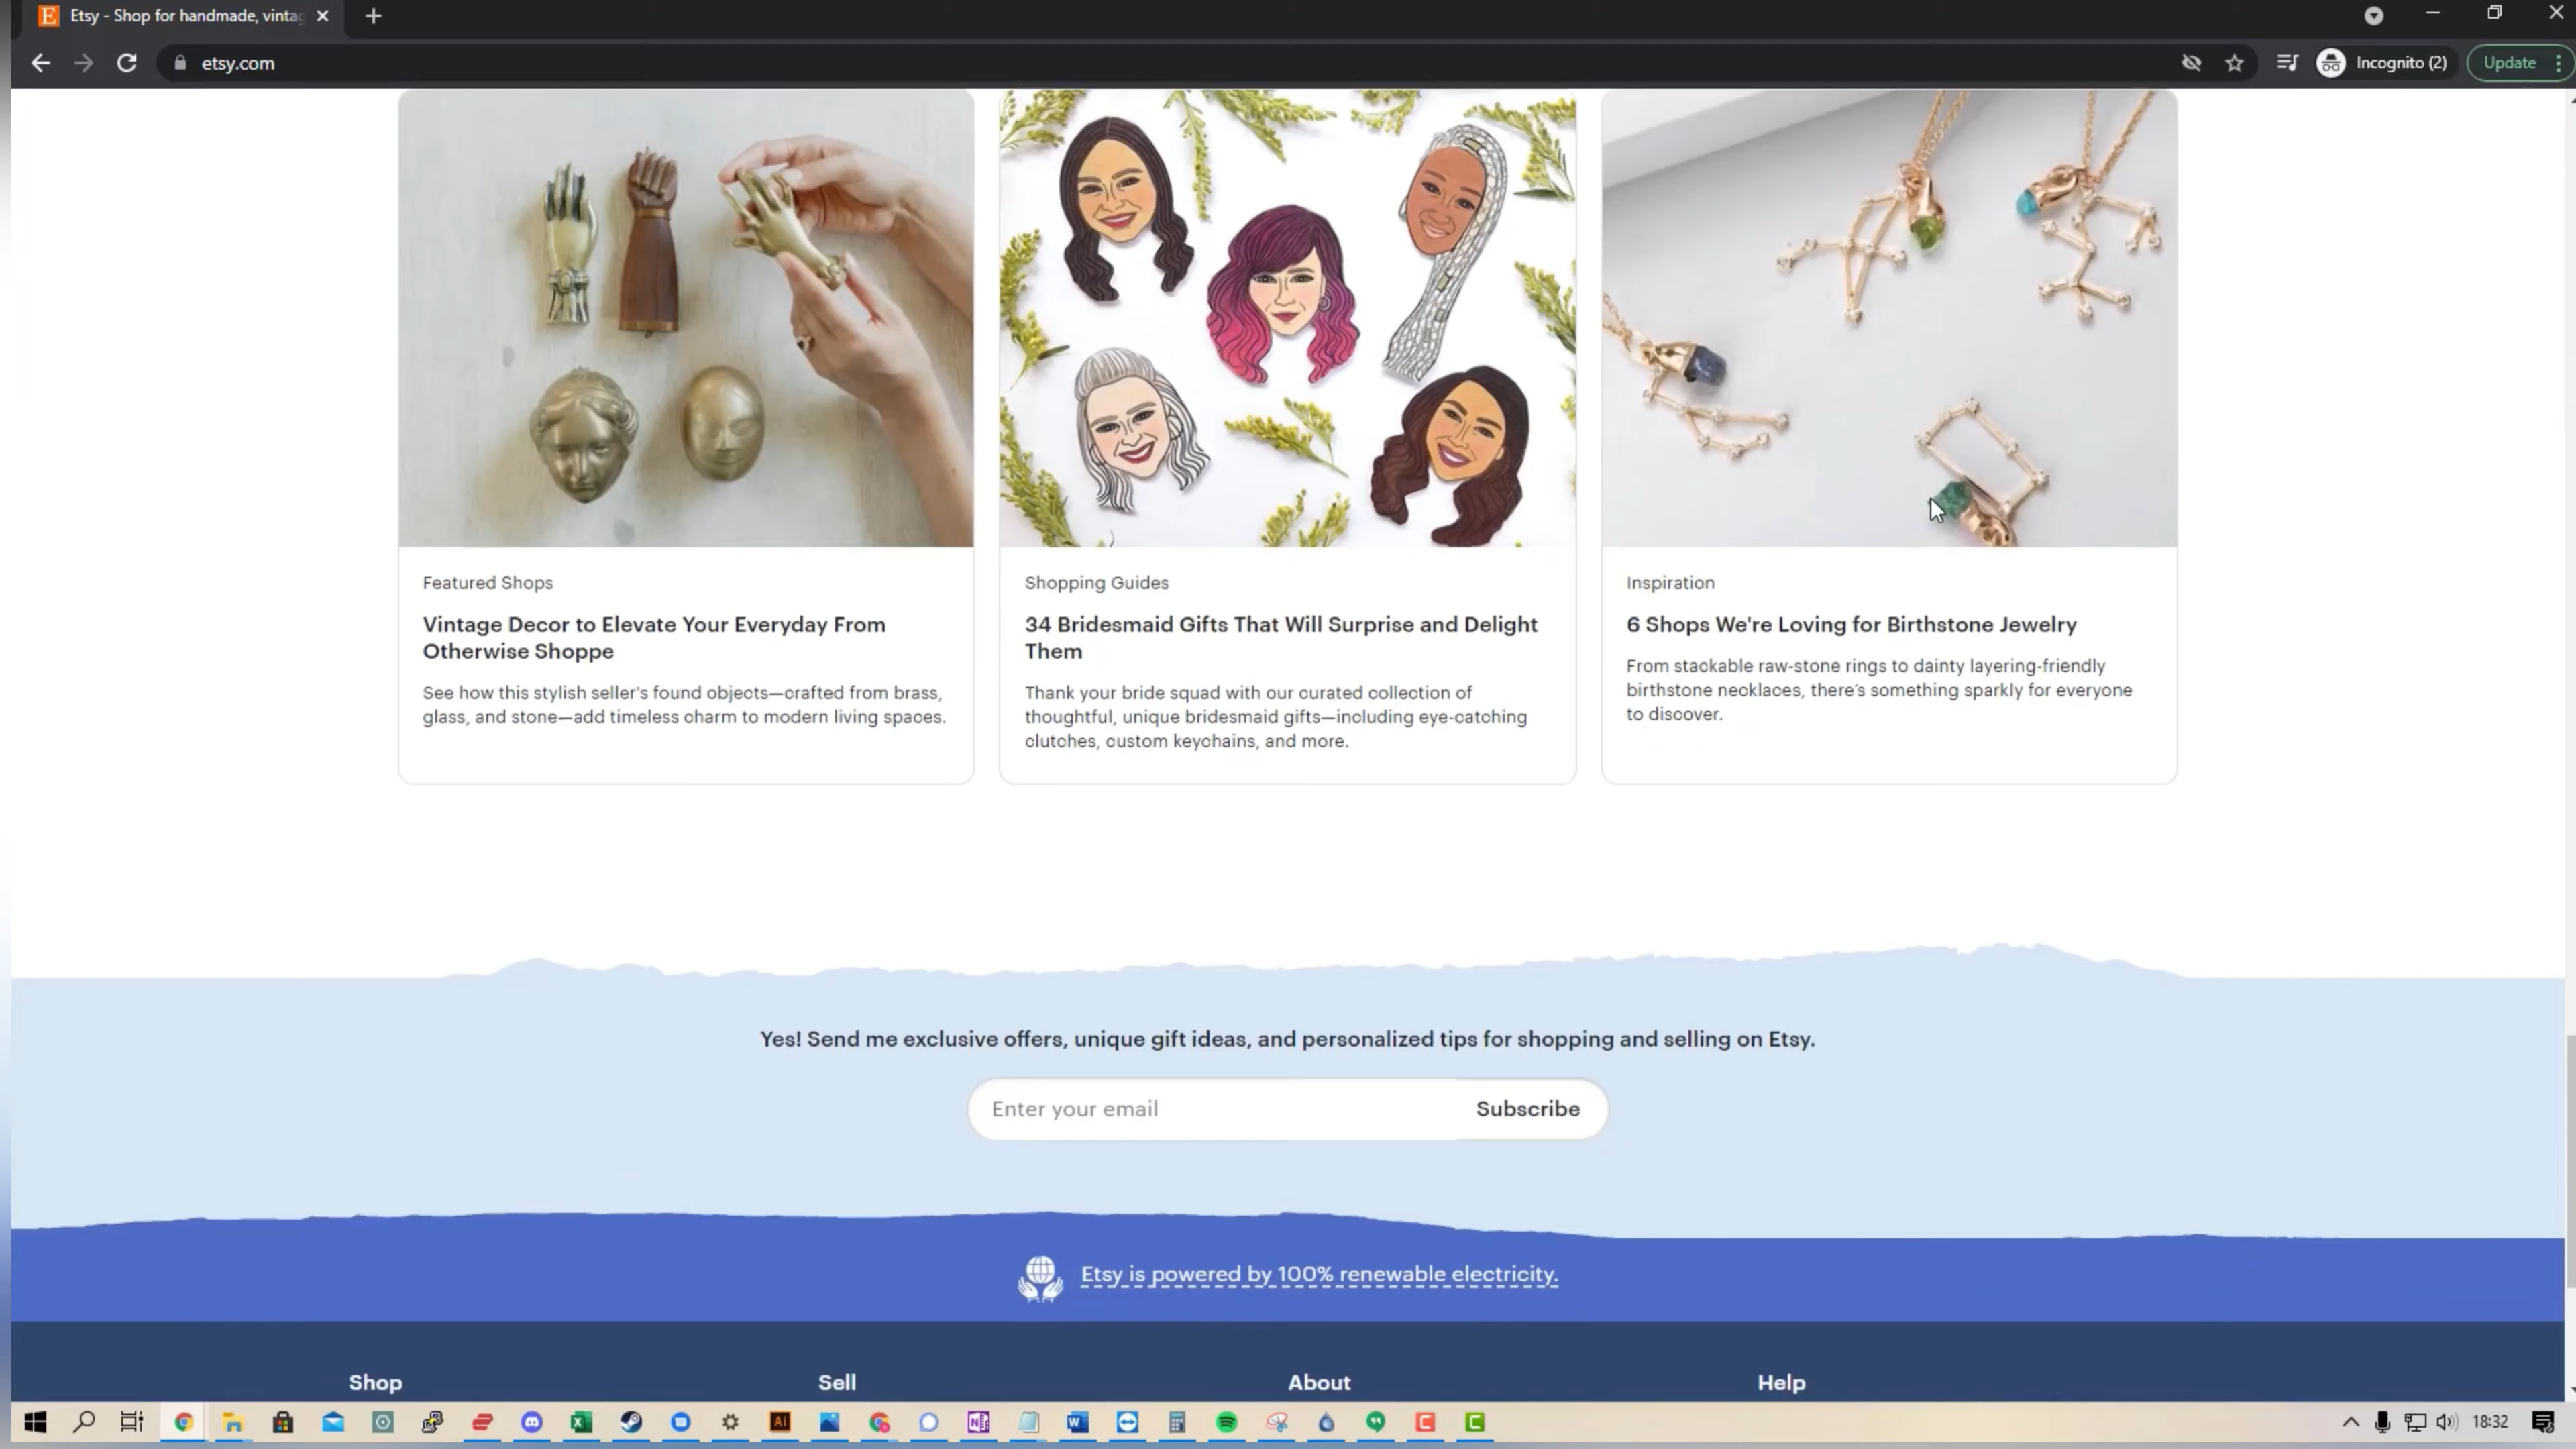 Etsy - Shop for handmade, vinta
etsy.com
Incognito (2)
Update
Featured Shops
Vintage Decor to Elevate Your Everyday From
Otherwise Shoppe
See how this stylish seller's found objects—crafted from brass,
glass, and stone—add timeless charm to modern living spaces.
Shopping Guides
34 Bridesmaid Gifts That Will Surprise and Delight
Them
Thank your bride squad with our curated collection of
thoughtful, unique bridesmaid gifts—including eye-catching
clutches, custom keychains, and more.
Inspiration
6 Shops We're Loving for Birthstone Jewelry
From stackable raw-stone rings to dainty layering-friendly
birthstone necklaces, there's something sparkly for everyone
to discover.
Yes! Send me exclusive offers, unique gift ideas, and personalized tips for shopping and selling on Etsy.
Enter your email
Subscribe
Etsy is powered by 100% renewable electricity.
Shop
Sell
About
Help
18:32